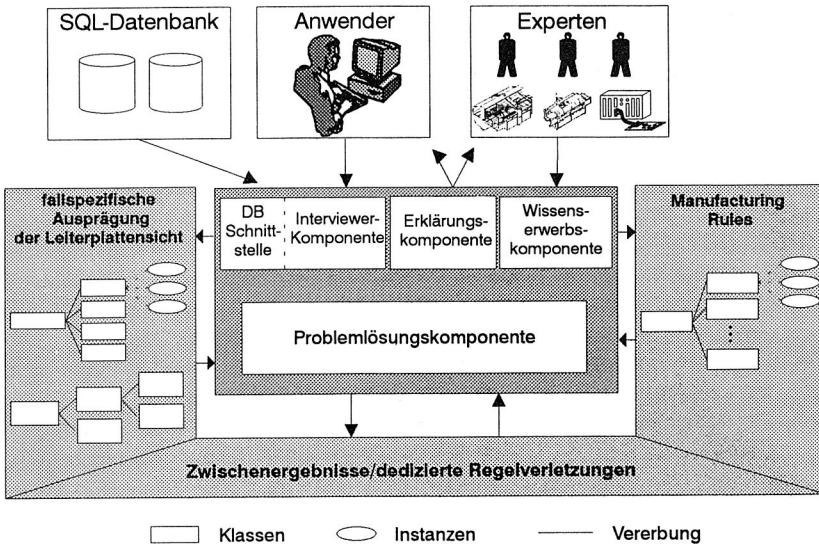 SQL-Datenbank
Anwender
Experten
fallspezifische
Ausprägung
der Leiterplattensicht
DB
Schnitt-
stelle
Interviewer-
Komponente
Erklärungs-
komponente
Wissens-
erwerbs-
komponente
Manufacturing
Rules
Problemlösungskomponente
Zwischenergebnisse/dedizierte Regelverletzungen
Klassen
Instanzen
Vererbung